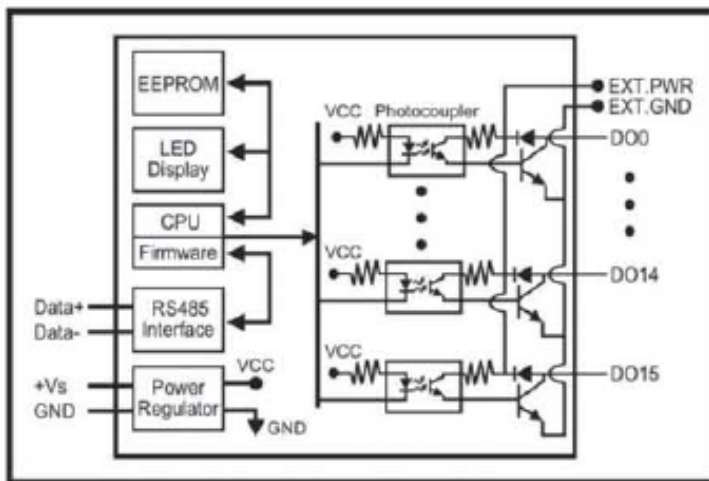 EEPROM
LED
Display
CPU
Firmware
RS485
Interface
Data+
Data-
Power
Regulator
+Vs
GND
VCC
GND
VCC
Photocoupler
EXT.PWR
EXT.GND
DO0
VCC
DO14
VCC
DO15